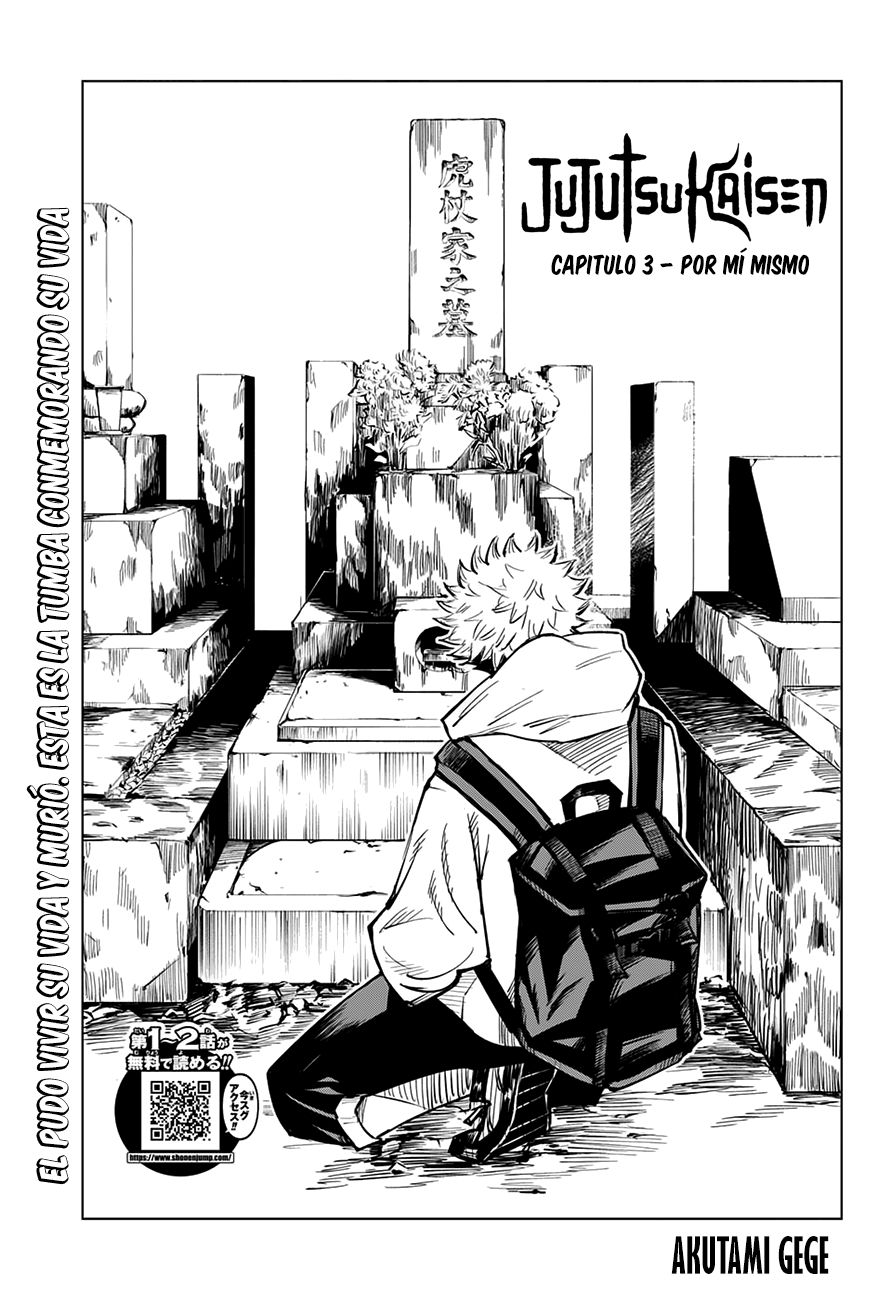 JUJUTSU KAISEN
CAPITULO 3 – POR MÍ MISMO
虎杖家之墓
EL PUDO VIVIR SU VIDA Y MURIÓ. ESTA ES LA TUMBA CONMEMORANDO SU VIDA
第1~2話が
無料で読める!!
今スグ
アクセス!!
https://www.shonenjump.com/
AKUTAMI GEGE